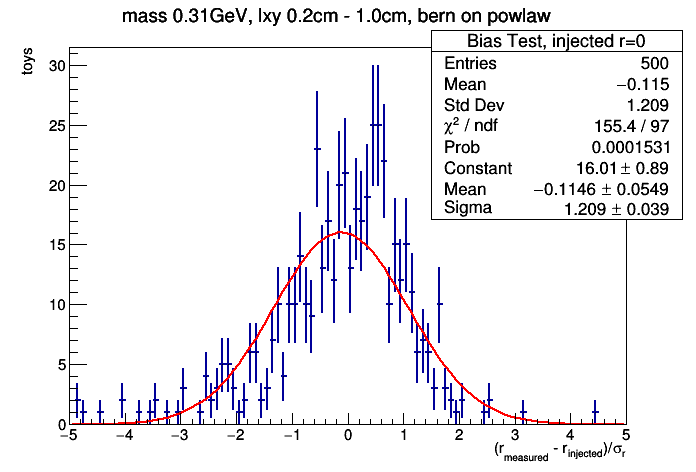 mass 0.31GeV, lxy 0.2cm - 1.0cm, bern on powlaw
toys
Bias Test, injected r=0
Entries 500
Mean −0.115
Std Dev 1.209
χ² / ndf 155.4 / 97
Prob 0.0001531
Constant 16.01 ± 0.89
Mean −0.1146 ± 0.0549
Sigma 1.209 ± 0.039
30
25
20
15
10
5
0
−5 −4 −3 −2 −1 0 1 2 3 4 5
(r_measured - r_injected)/σ_r